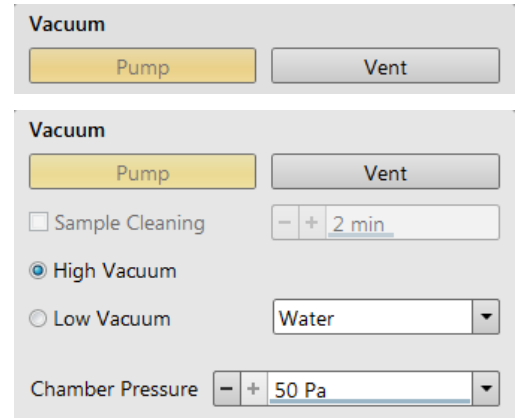 Vacuum
Pump Vent
Vacuum
Pump Vent
Sample Cleaning - + 2 min
High Vacuum
Low Vacuum Water
Chamber Pressure - + 50 Pa